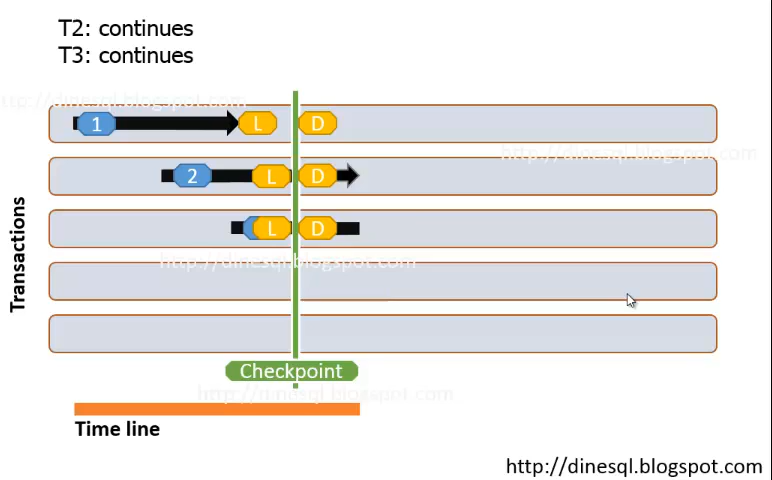 T2: continues
T3: continues
http://dinesql.blogspot.com
1 L D
http://dinesql.blogspot.com
2 L D
L D
http://dinesql.blogspot.com
Transactions
Checkpoint
http://dinesql.blogspot.com
Time line
http://dinesql.blogspot.com